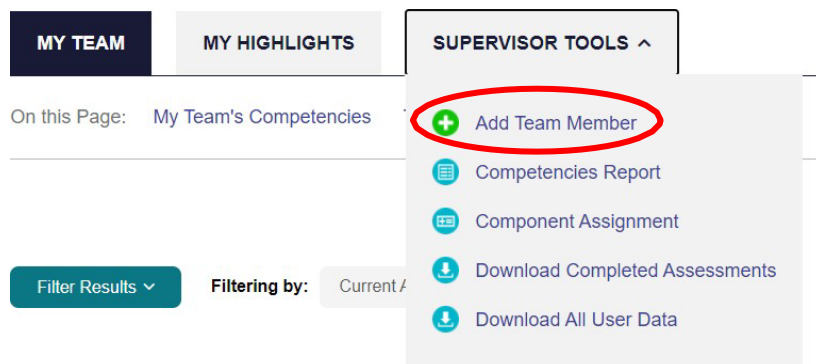 MY TEAM MY HIGHLIGHTS SUPERVISOR TOOLS
On this Page: My Team's Competencies
Add Team Member
Competencies Report
Component Assignment
Download Completed Assessments
Download All User Data
Filter Results Filtering by: Current